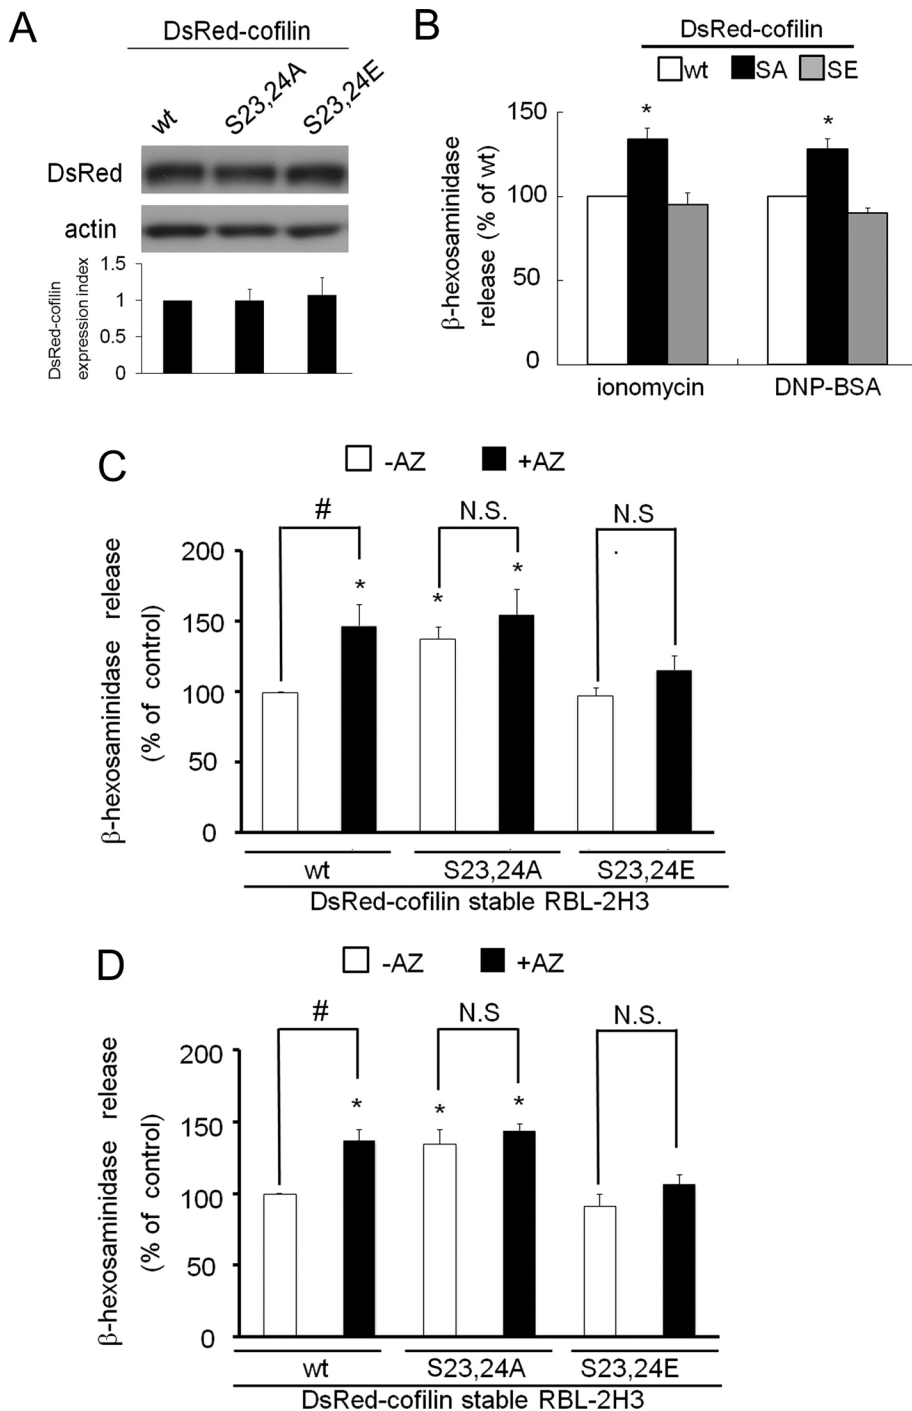 A
DsRed-cofilin
wt
S23,24A
S23,24E
DsRed
actin
DsRed-cofilin
expression index
1.5
1
0.5
0
B
DsRed-cofilin
wt SA SE
β-hexosaminidase
release (% of wt)
150
100
50
0
* *
ionomycin DNP-BSA
C
-AZ +AZ
β-hexosaminidase release
(% of control)
200
150
100
50
0
# N.S. N.S
* * *
wt S23,24A S23,24E
DsRed-cofilin stable RBL-2H3
D
-AZ +AZ
β-hexosaminidase release
(% of control)
200
150
100
50
0
# N.S N.S.
* * *
wt S23,24A S23,24E
DsRed-cofilin stable RBL-2H3